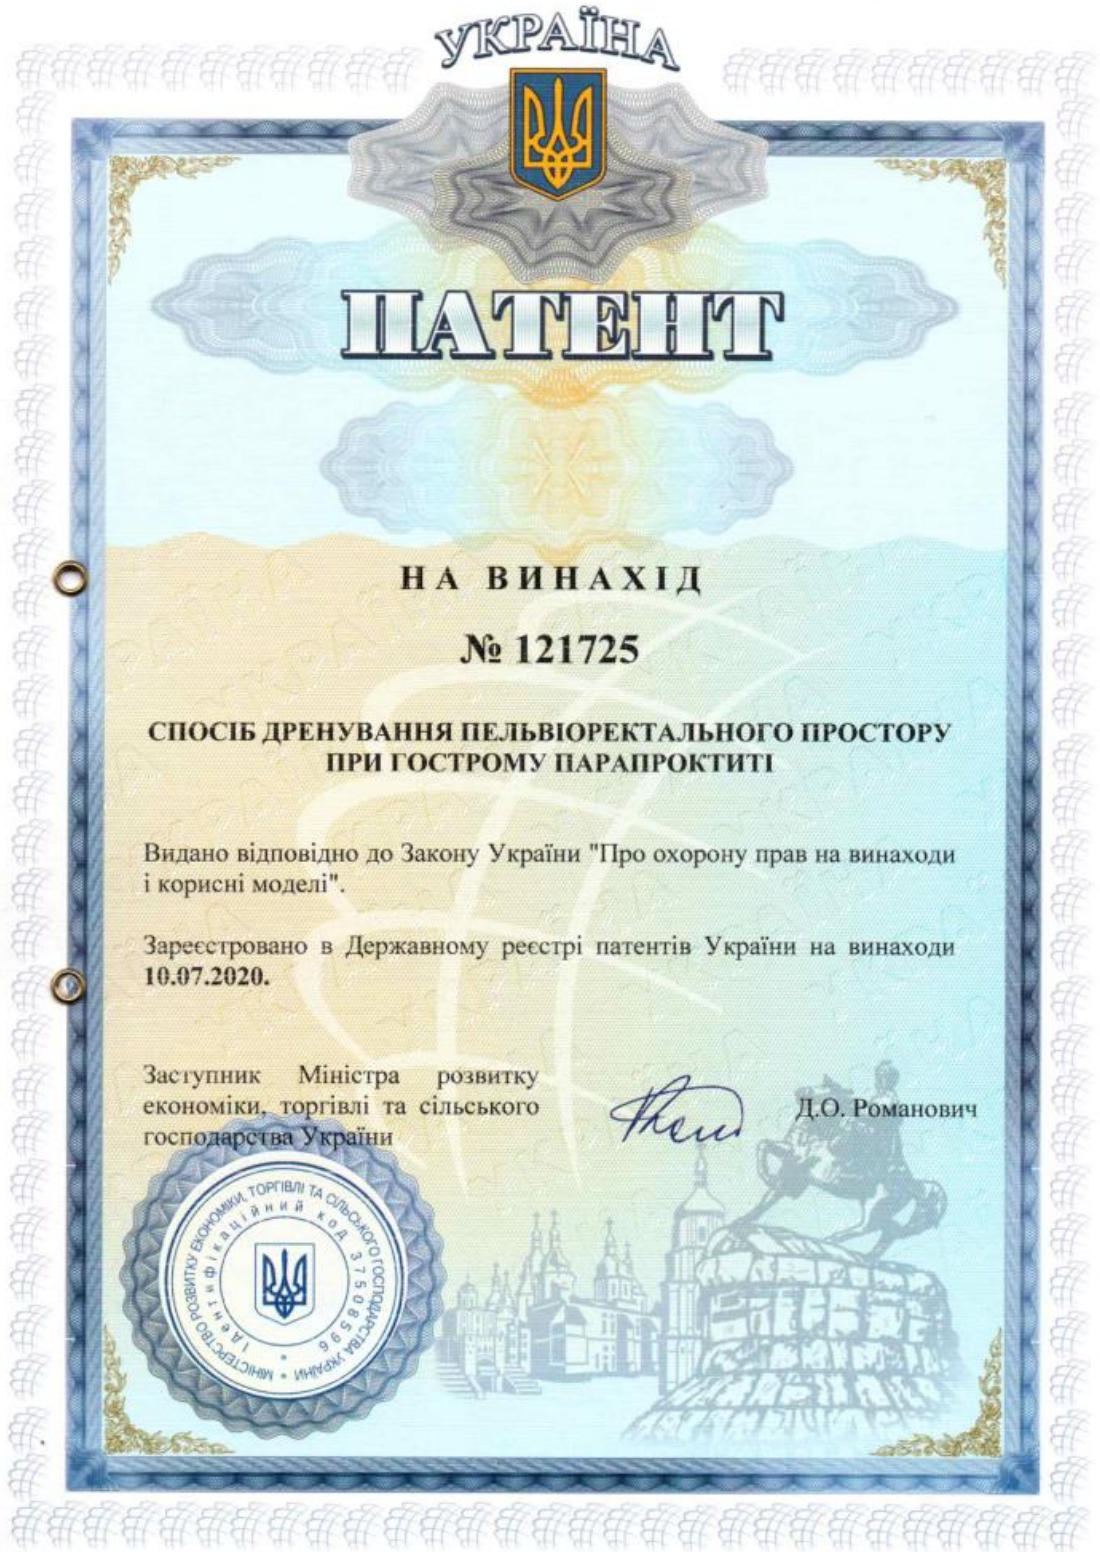 УКРАЇНА
ПАТЕНТ
НА ВИНАХІД
№ 121725
СПОСІБ ДРЕНУВАННЯ ПЕЛЬВІОРЕКТАЛЬНОГО ПРОСТОРУ
ПРИ ГОСТРОМУ ПАРАПРОКТИТІ
Видано відповідно до Закону України "Про охорону прав на винаходи
і корисні моделі".
Зареєстровано в Державному реєстрі патентів України на винаходи
10.07.2020.
Заступник Міністра розвитку
економіки, торгівлі та сільського
господарства України
Д.О. Романович
МІНІСТЕРСТВО РОЗВИТКУ ЕКОНОМІКИ, ТОРГІВЛІ ТА СІЛЬСЬКОГО ГОСПОДАРСТВА УКРАЇНИ
Ідентифікаційний код 37508596